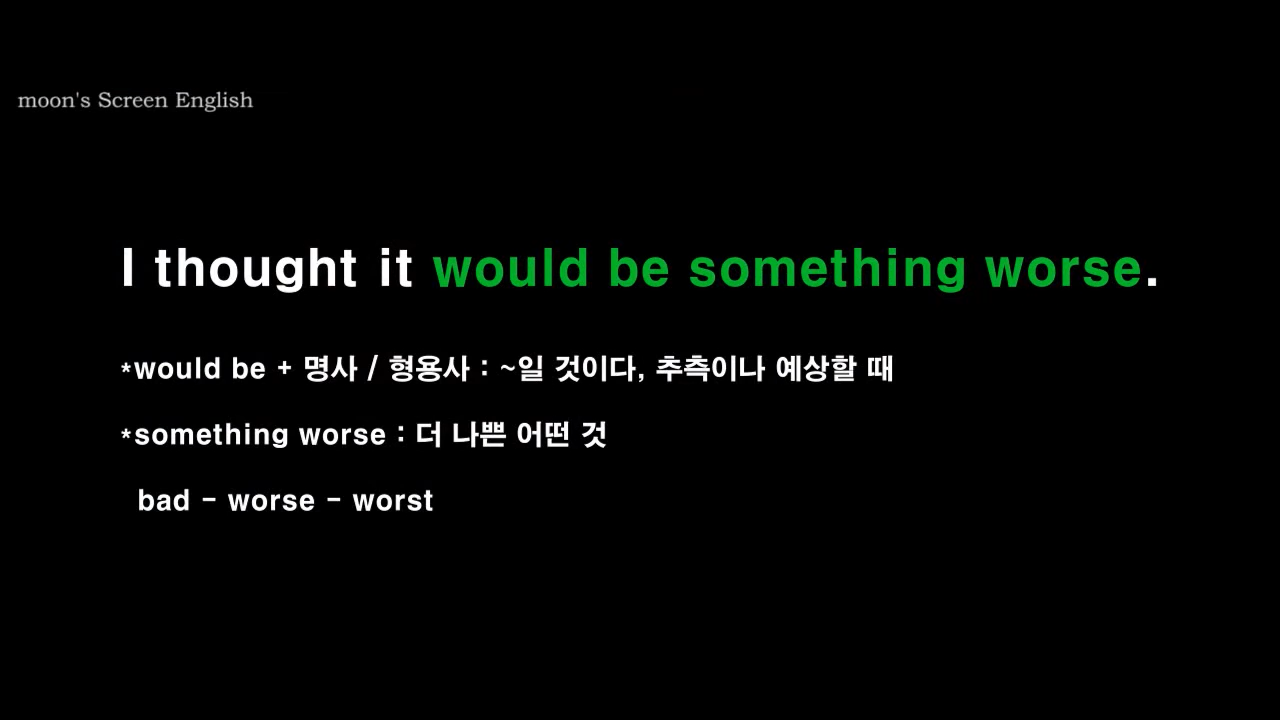 moon's Screen English
I thought it would be something worse.
*would be + 명사 / 형용사 : ~일 것이다, 추측이나 예상할 때
*something worse : 더 나쁜 어떤 것
bad - worse - worst